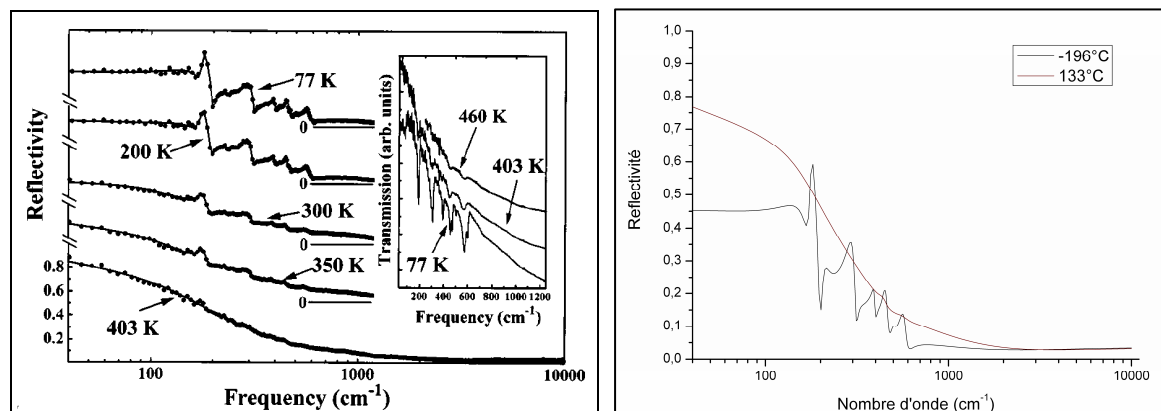 Reflectivity
77 K
0
200 K
0
300 K
0
350 K
0
0.8
0.6
0.4
0.2
403 K
100
1000
10000
Frequency (cm-1)
Transmission (arb. units)
460 K
403 K
77 K
200 400 600 800 1000 1200
Frequency (cm-1)
Reflectivité
1,0
0,9
0,8
0,7
0,6
0,5
0,4
0,3
0,2
0,1
0,0
-196°C
133°C
100
1000
10000
Nombre d'onde (cm-1)